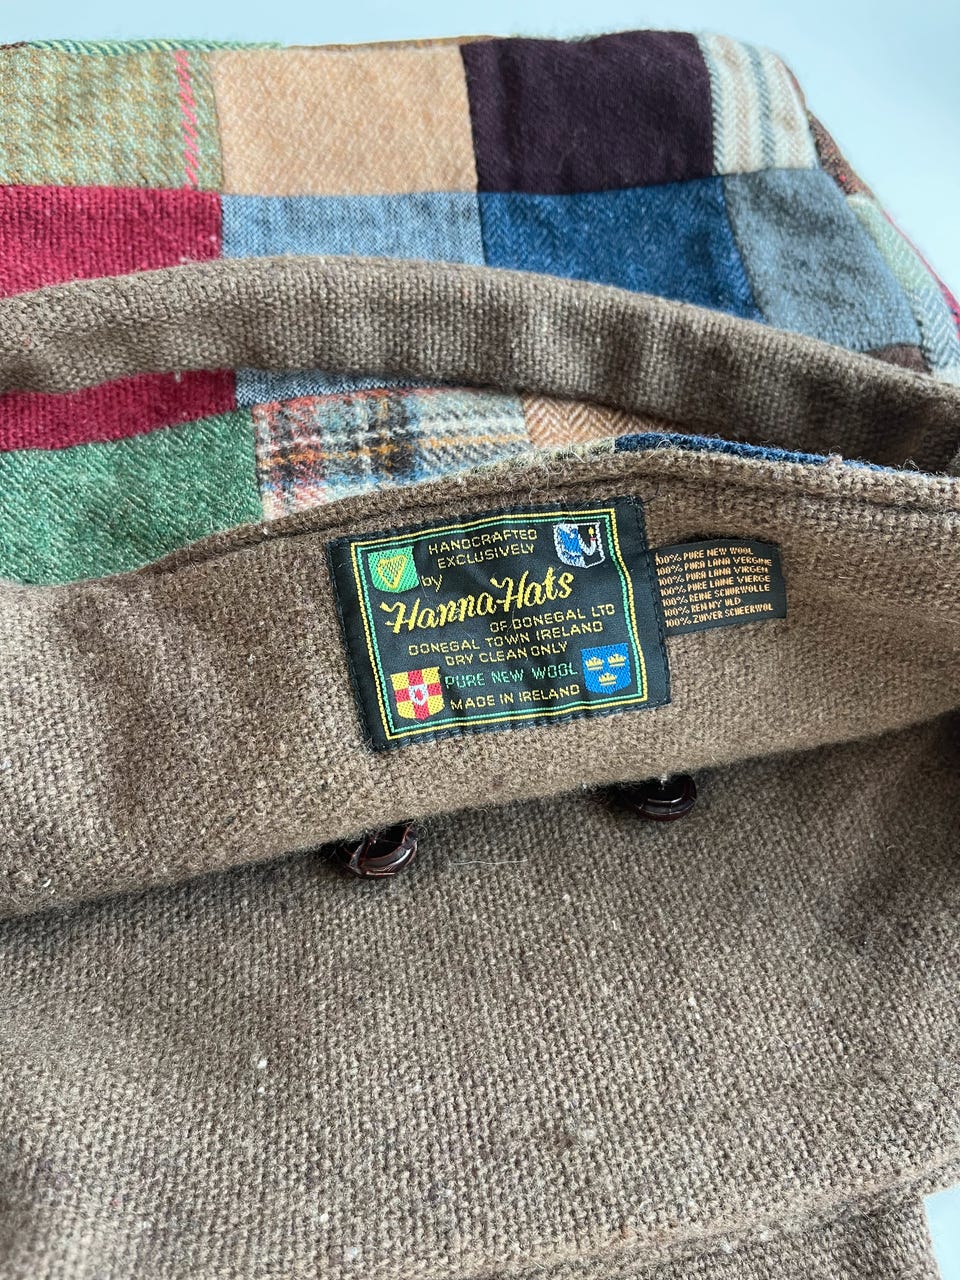 HANDCRAFTED
EXCLUSIVELY
by
Hanna Hats
OF DONEGAL LTD
DONEGAL TOWN IRELAND
DRY CLEAN ONLY
PURE NEW WOOL
MADE IN IRELAND
100% PURE NEW WOOL
100% PURA LANA VERGINE
100% PURA LANA VIRGEN
100% PURE LAINE VIERGE
100% REINE SCHURWOLLE
100% REN NY ULD
100% ZUIVER SCHEERWOL